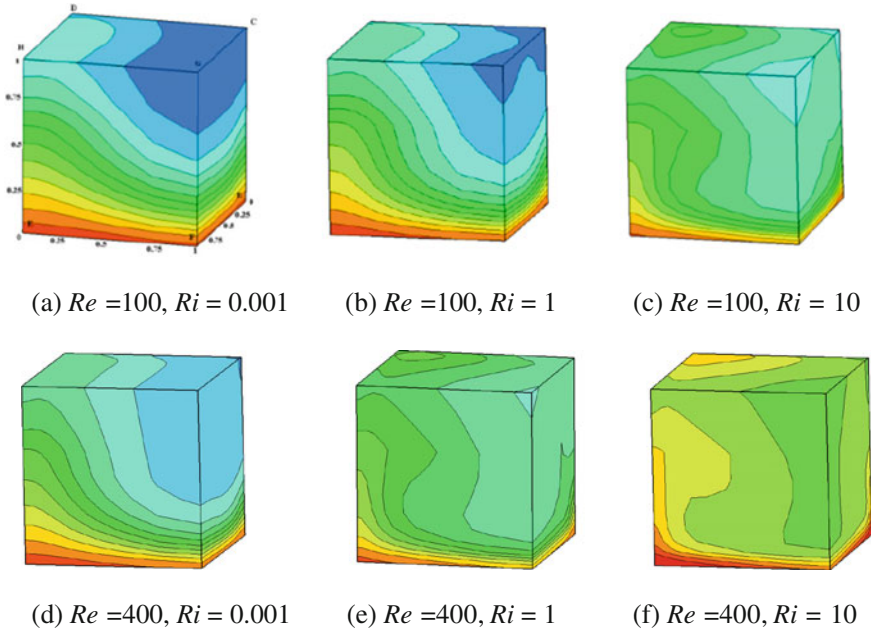 D
C
H
1
0.75
0.5
0.25
0
E
0.25
0.5
0.75
F
1
0.75
0.5
0.25
(a) Re =100, Ri = 0.001 (b) Re =100, Ri = 1 (c) Re =100, Ri = 10
(d) Re =400, Ri = 0.001 (e) Re =400, Ri = 1 (f) Re =400, Ri = 10